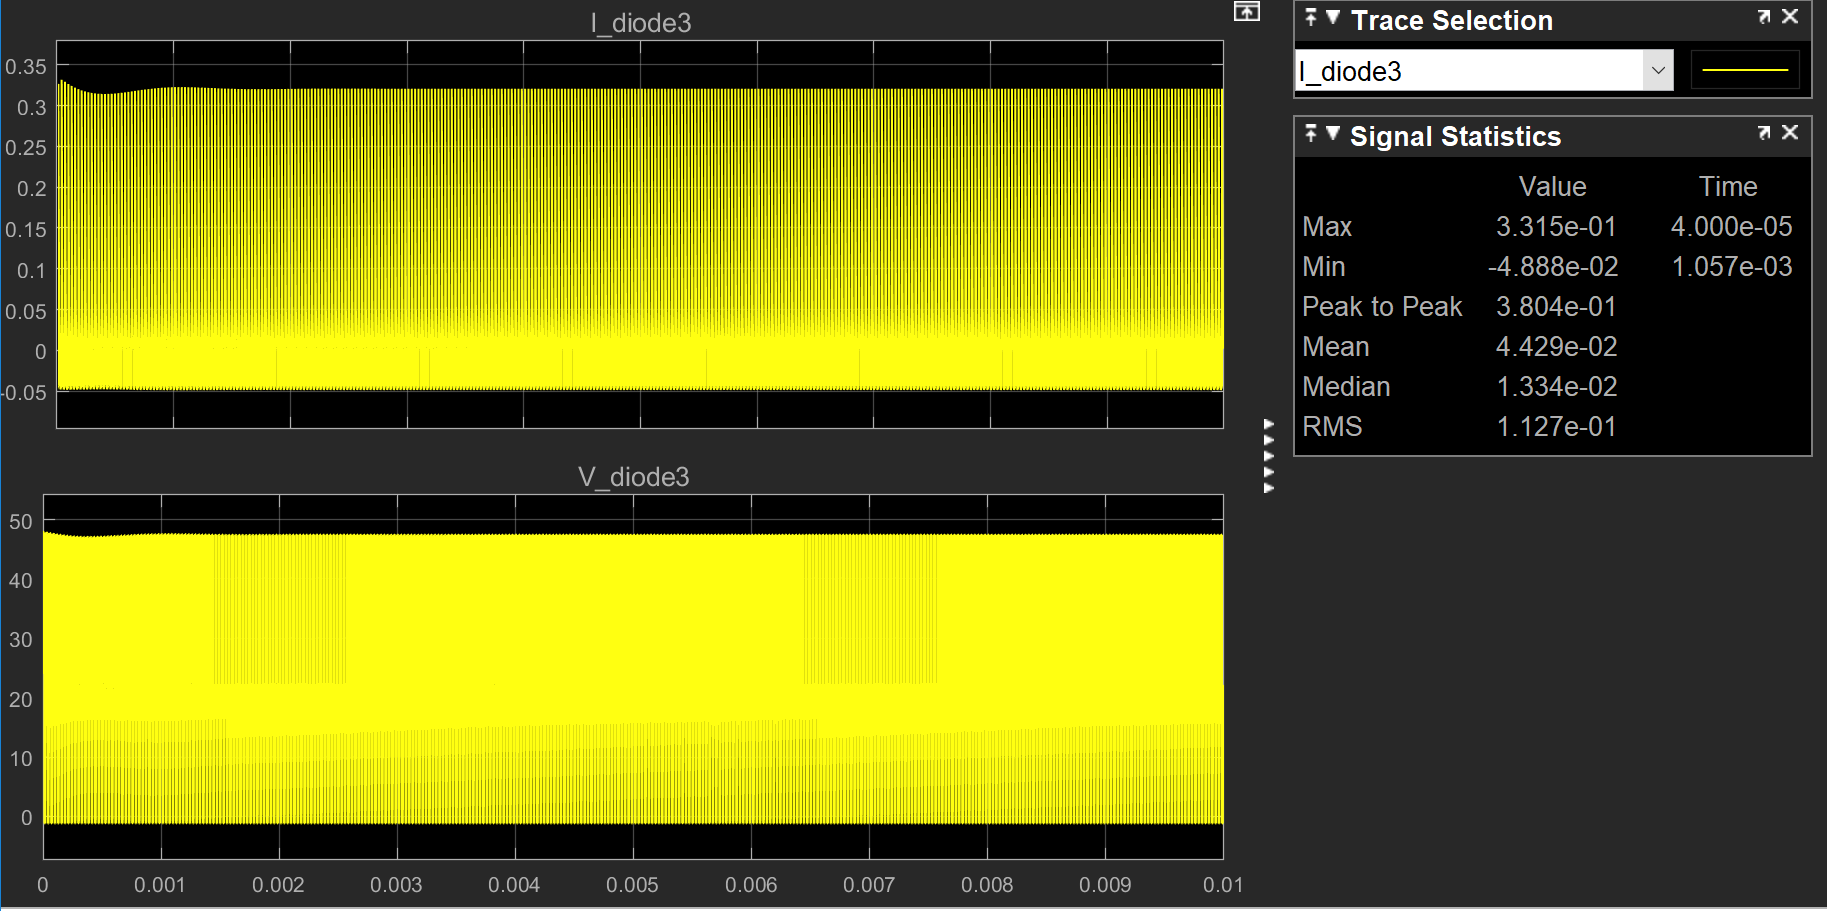 I_diode3
0.35
0.3
0.25
0.2
0.15
0.1
0.05
0
-0.05
V_diode3
50
40
30
20
10
0
0 0.001 0.002 0.003 0.004 0.005 0.006 0.007 0.008 0.009 0.01
Trace Selection
I_diode3
Signal Statistics
Value Time
Max 3.315e-01 4.000e-05
Min -4.888e-02 1.057e-03
Peak to Peak 3.804e-01
Mean 4.429e-02
Median 1.334e-02
RMS 1.127e-01